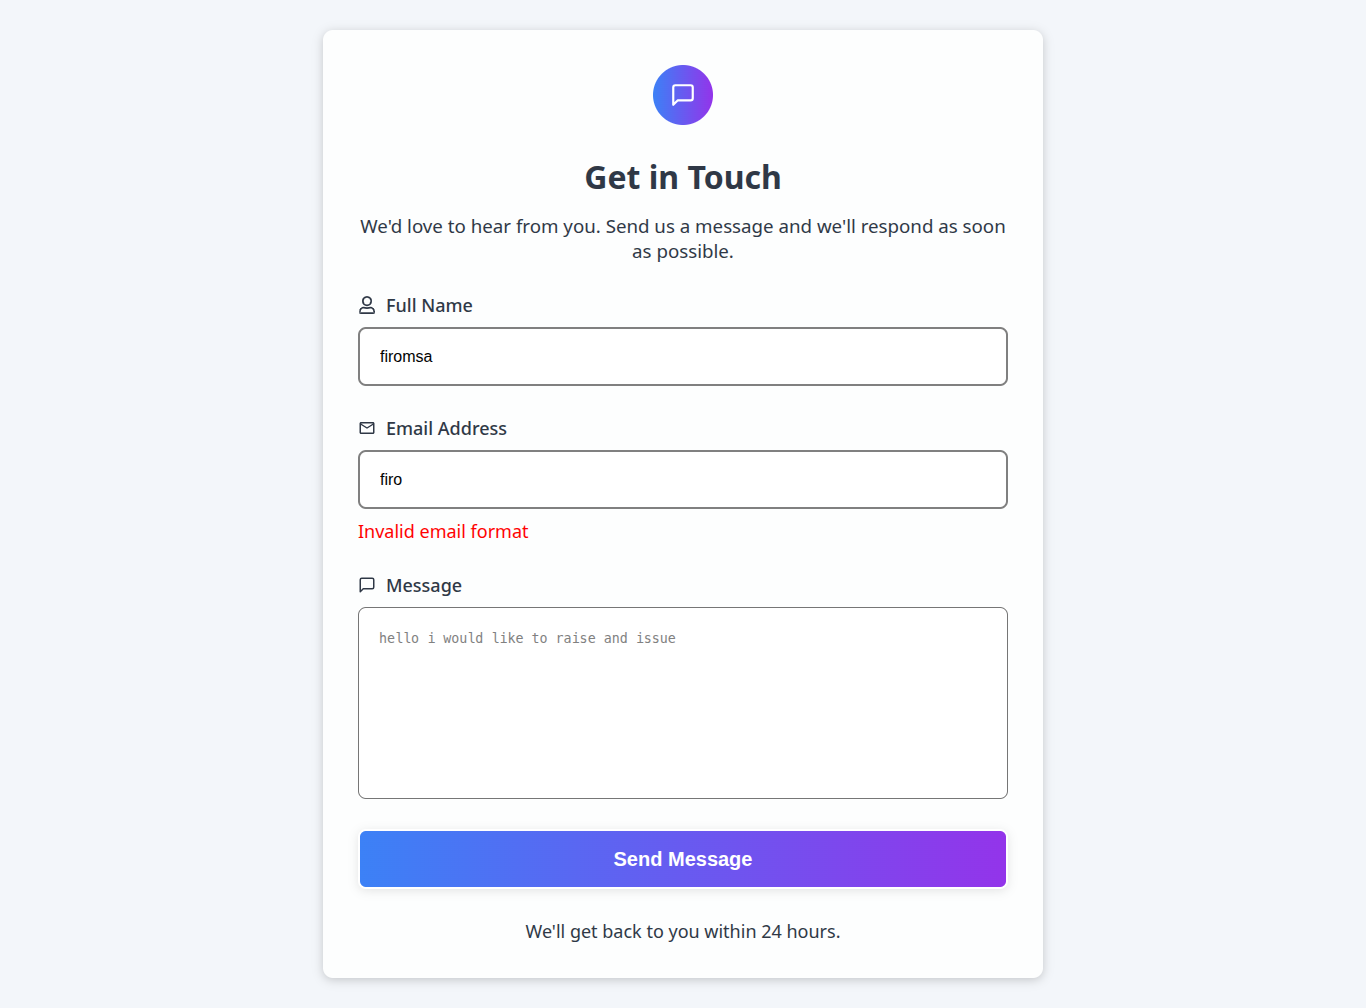 Get in Touch
We'd love to hear from you. Send us a message and we'll respond as soon
as possible.
Full Name
firomsa
Email Address
firo
Invalid email format
Message
hello i would like to raise and issue
Send Message
We'll get back to you within 24 hours.